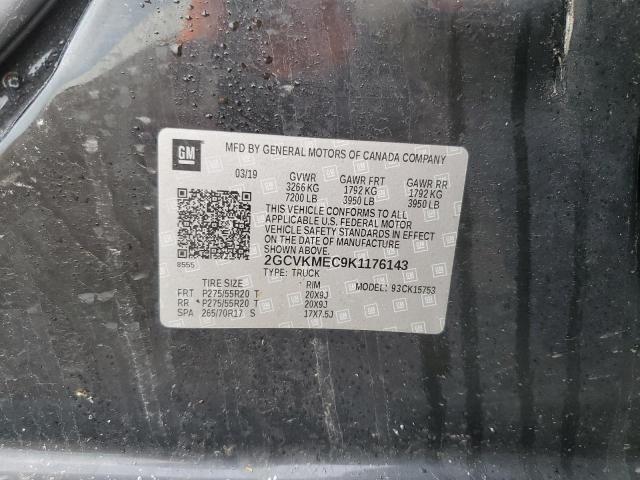 GM
MFD BY GENERAL MOTORS OF CANADA COMPANY
03/19 GVWR GAWR FRT GAWR RR
3266 KG 1792 KG 1792 KG
7200 LB 3950 LB 3950 LB
THIS VEHICLE CONFORMS TO ALL
APPLICABLE U.S. FEDERAL MOTOR
VEHICLE SAFETY STANDARDS IN
EFFECT ON THE DATE OF MANUFACTURE
SHOWN ABOVE.
2GCVKMEC9K1176143
8555 TYPE: TRUCK
MODEL: 93CK15753
TIRE SIZE RIM
FRT P275/55R20 T 20X9J
RR *P275/55R20 T 20X9J
SPA 265/70R17 S 17X7.5J